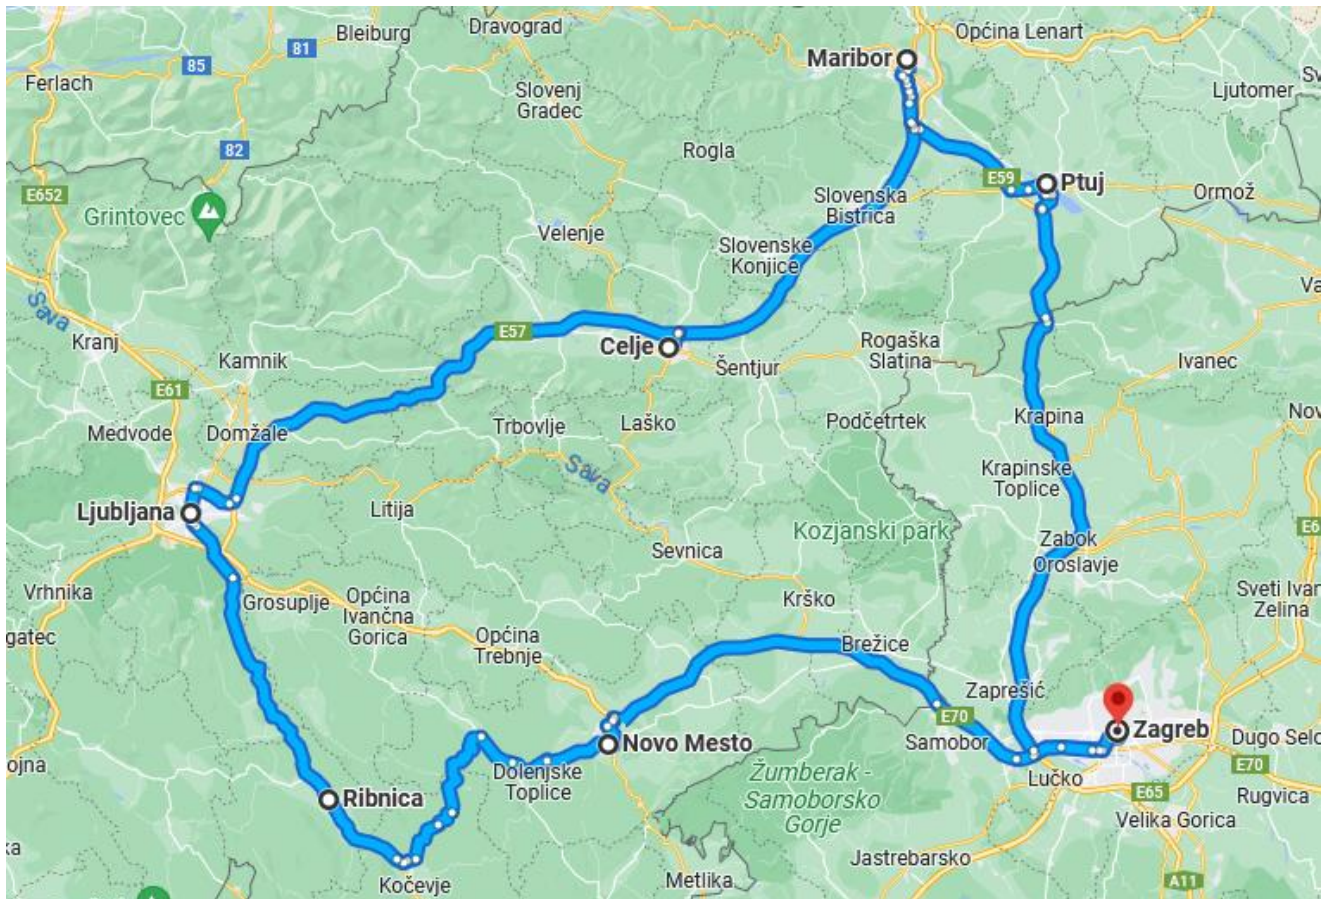 Dravograd
Bleiburg
81
Općina Lenart
Maribor
85
Ferlach
Slovenj
Gradec
Ljutomer
Rogla
82
E59
Ptuj
E652
Slovenska
Bistrica
Ormož
Grintovec
Velenje
Slovenske
Konjice
Sava
E57
Kranj
Celje
Rogaška
Slatina
Kamnik
Šentjur
Ivanec
E61
Medvode
Domžale
Trbovlje
Laško
Podčetrtek
Krapina
Sava
Krapinske
Toplice
Ljubljana
Litija
Kozjanski park
Sevnica
Zabok
Oroslavje
Vrhnika
Grosuplje
Općina
Ivančna
Gorica
Krško
Sveti Ivan
Zelina
Općina
Trebnje
Brežice
Zaprešić
E70
Samobor
Novo Mesto
Zagreb
Dugo Selo
E70
Dolenjske
Toplice
Lučko
Žumberak -
Samoborsko
Gorje
E65
Rugvica
Ribnica
Velika Gorica
Jastrebarsko
Kočevje
Metlika
A11